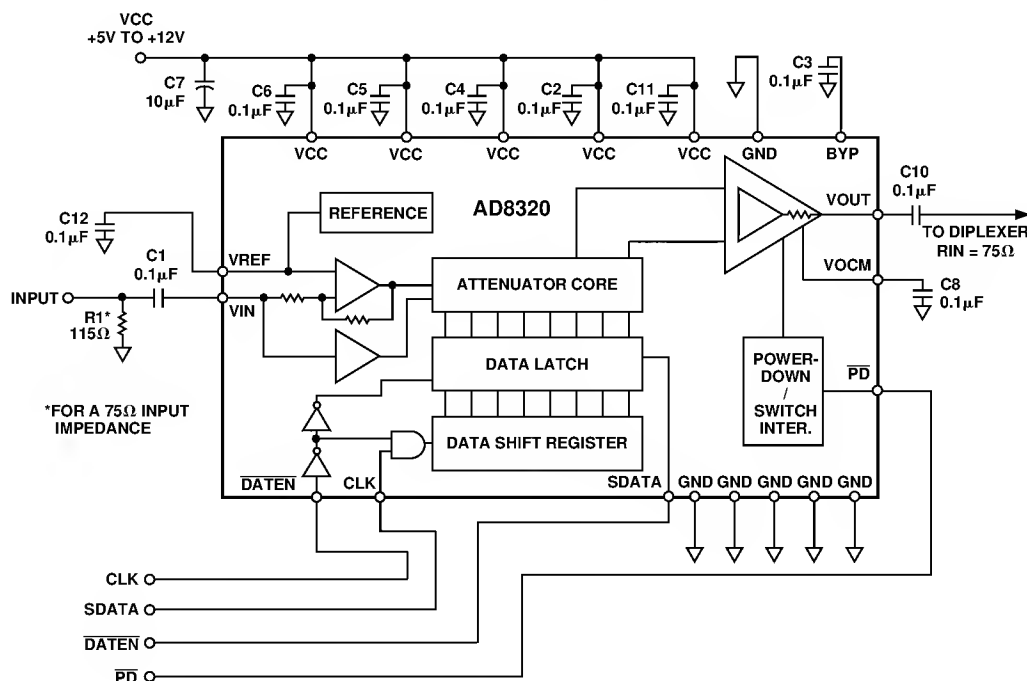 VCC
+5V TO +12V
C7
10μF
C6
0.1μF
C5
0.1μF
C4
0.1μF
C2
0.1μF
C11
0.1μF
C3
0.1μF
VCC
VCC
VCC
VCC
VCC
GND
BYP
C12
0.1μF
REFERENCE
AD8320
C10
0.1μF
VOUT
TO DIPLEXER
RIN = 75Ω
VREF
C1
0.1μF
VOCM
INPUT
VIN
ATTENUATOR CORE
C8
0.1μF
R1*
115Ω
DATA LATCH
POWER-
DOWN
/
SWITCH
INTER.
PD
*FOR A 75Ω INPUT
IMPEDANCE
DATA SHIFT REGISTER
DATEN
CLK
SDATA
GND
GND
GND
GND
GND
CLK
SDATA
DATEN
PD